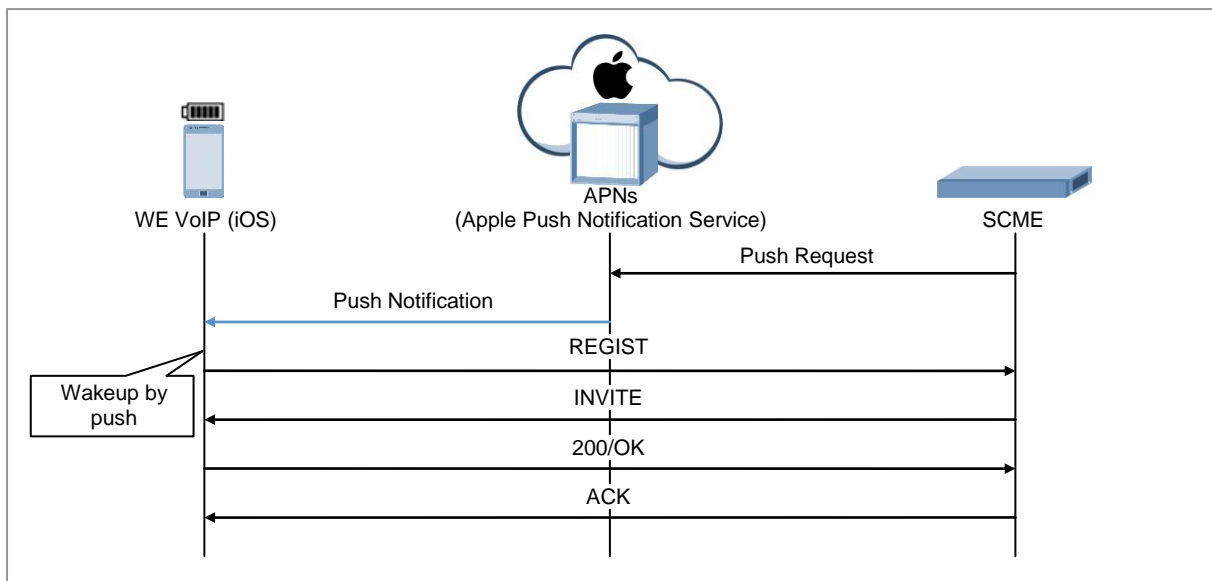 APNs
WE VoIP (iOS)
(Apple Push Notification Service)
SCME
Push Request
Push Notification
REGIST
Wakeup by
push
INVITE
200/OK
ACK